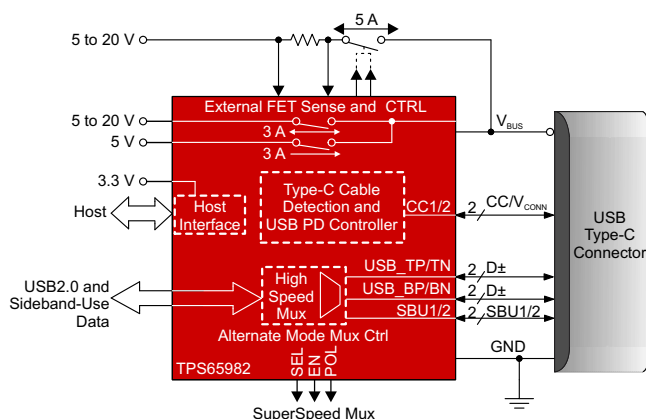 5 A
5 to 20 V
External FET Sense and CTRL
5 to 20 V
3 A
5 V
3 A
VBUS
3.3 V
Host
Host
Interface
Type-C Cable
Detection and
USB PD Controller
CC1/2
2
CC/VCONN
USB
Type-C
Connector
USB2.0 and
Sideband-Use
Data
High
Speed
Mux
USB_TP/TN
2
D±
USB_BP/BN
2
D±
SBU1/2
2
SBU1/2
Alternate Mode Mux Ctrl
GND
TPS65982
SEL
EN
POL
SuperSpeed Mux